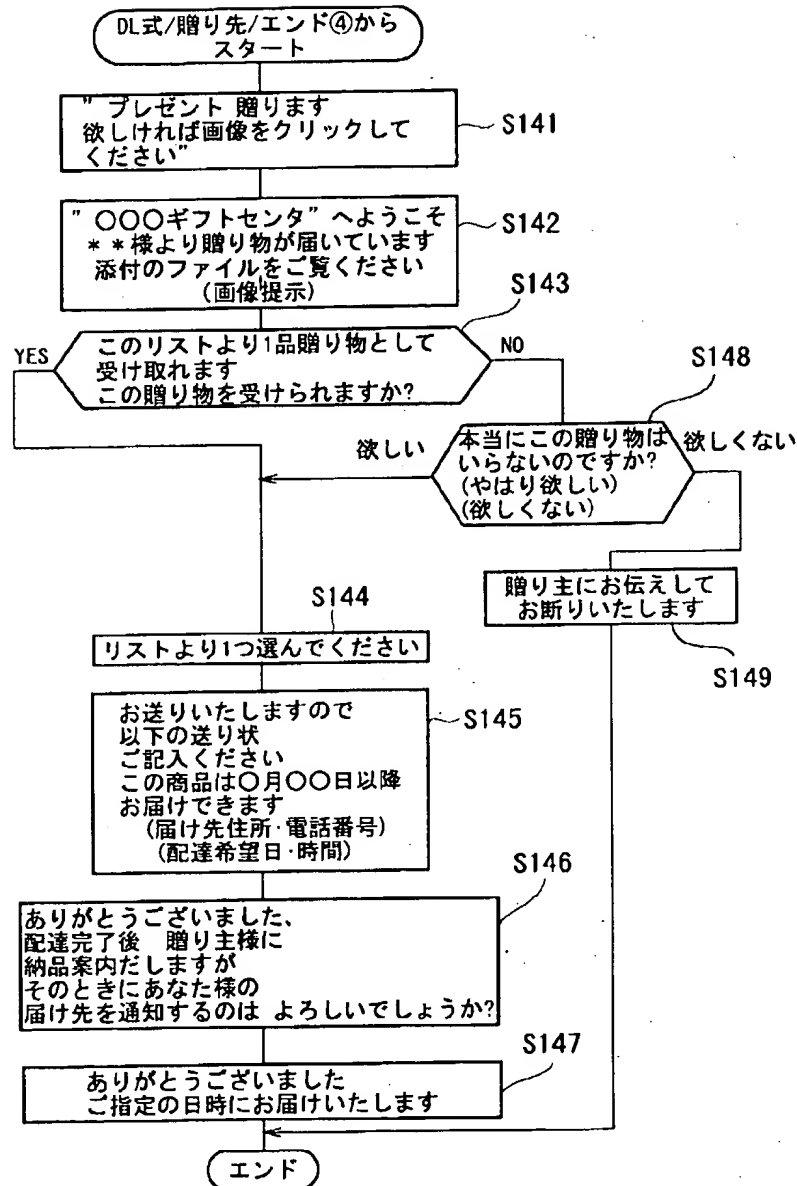 DL式/贈り先/エンド④から
スタート
" プレゼント 贈ります
欲しければ画像をクリックして
ください"
S141
" 〇〇〇ギフトセンタ" へようこそ
＊＊様より贈り物が届いています
添付のファイルをご覧ください
(画像提示)
S142
S143
YES
このリストより1品贈り物として
受け取れます
この贈り物を受けられますか?
NO
S148
欲しい
本当にこの贈り物は
いらないのですか?
(やはり欲しい)
(欲しくない)
欲しくない
贈り主にお伝えして
お断りいたします
S149
S144
リストより1つ選んでください
お送りいたしますので
以下の送り状
ご記入ください
この商品は〇月〇〇日以降
お届けできます
(届け先住所・電話番号)
(配達希望日・時間)
S145
S146
ありがとうございました、
配達完了後 贈り主様に
納品案内だしますが
そのときにあなた様の
届け先を通知するのは よろしいでしょうか?
S147
ありがとうございました
ご指定の日時にお届けいたします
エンド